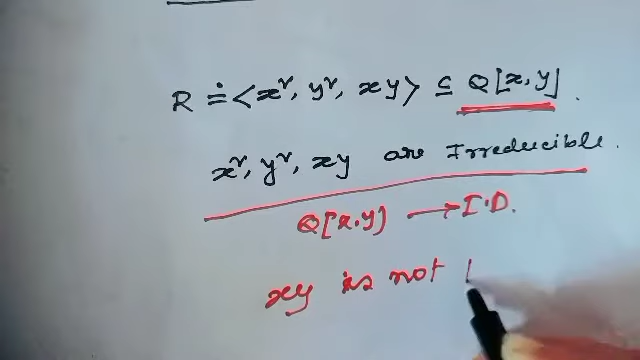 R ≐ <x², y², xy> ⊆ Q[x, y].
x², y², xy are Irreducible.
Q[x,y] → I.D.
xy is not